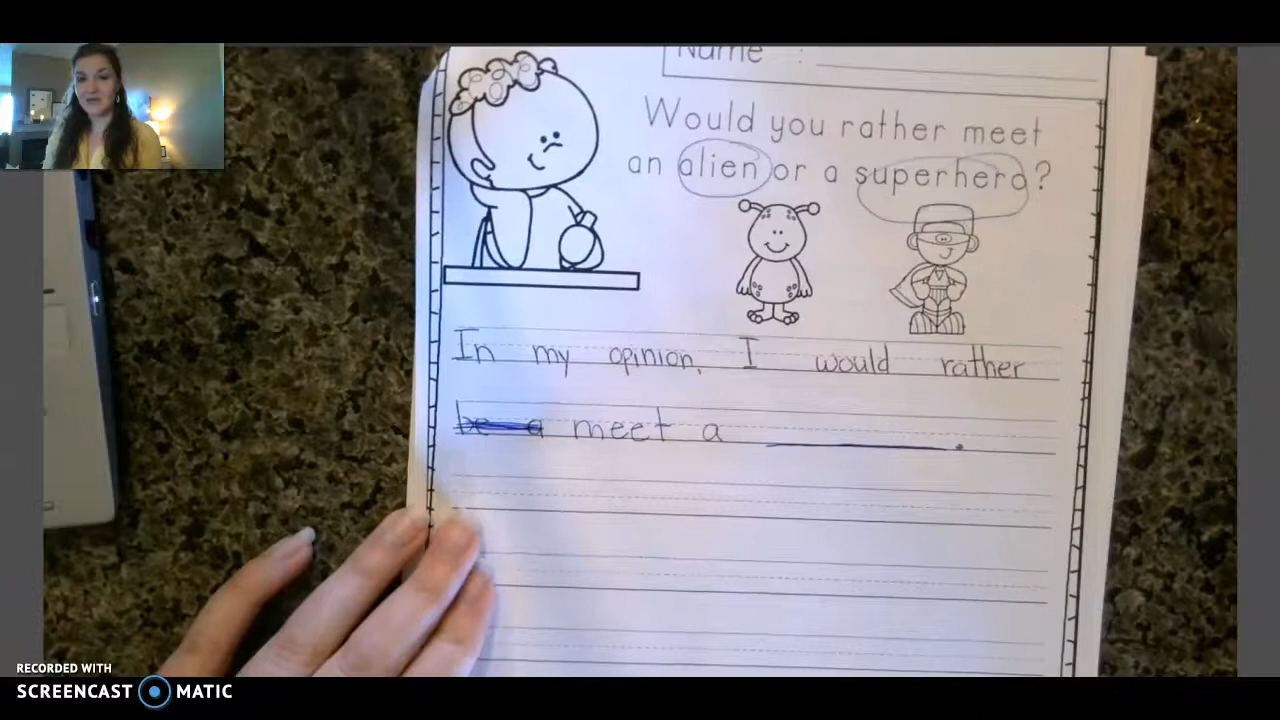 Name :
Would you rather meet
an alien or a superhero?
In my opinion, I would rather
be a meet a ________.
RECORDED WITH
SCREENCAST MATIC